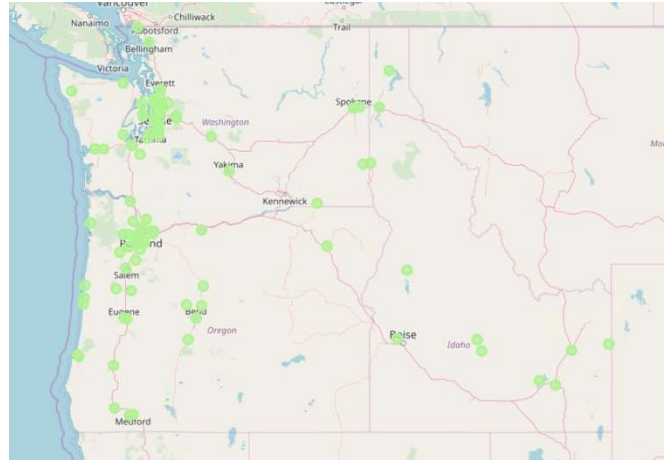 Vancouver
Chilliwack
Nanaimo
Abbotsford
Trail
Bellingham
Victoria
Everett
Spokane
Washington
Yakima
Kennewick
Portland
Salem
Eugene
Bend
Oregon
Boise
Idaho
Medford